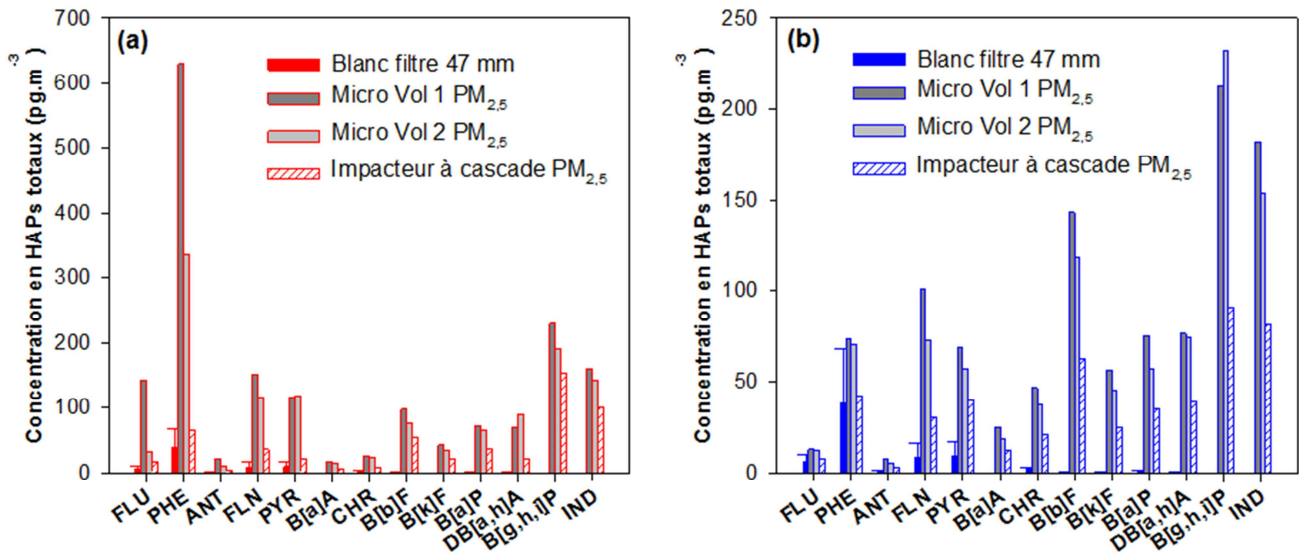 (a)
Concentration en HAPs totaux (pg.m-3)
700
600
500
400
300
200
100
0
Blanc filtre 47 mm
Micro Vol 1 PM2,5
Micro Vol 2 PM2,5
Impacteur à cascade PM2,5
FLU PHE ANT FLN PYR B[a]A CHR B[b]F B[k]F B[a]P DB[a,h]A B[g,h,i]P IND
(b)
Concentration en HAPs totaux (pg.m-3)
250
200
150
100
50
0
Blanc filtre 47 mm
Micro Vol 1 PM2,5
Micro Vol 2 PM2,5
Impacteur à cascade PM2,5
FLU PHE ANT FLN PYR B[a]A CHR B[b]F B[k]F B[a]P DB[a,h]A B[g,h,i]P IND